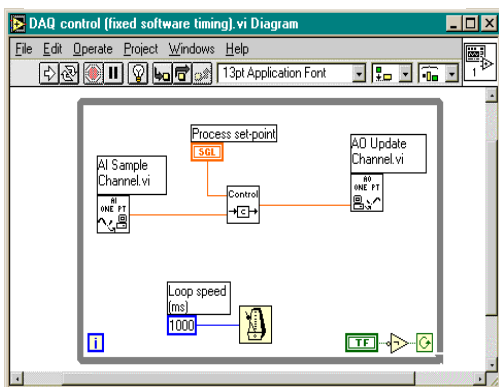 DAQ control (fixed software timing).vi Diagram
File Edit Operate Project Windows Help
13pt Application Font
1
Process set-point
SGL
AI Sample
Channel.vi
AI
ONE PT
Control
C
AO Update
Channel.vi
AO
ONE PT
Loop speed
(ms)
1000
i
TF